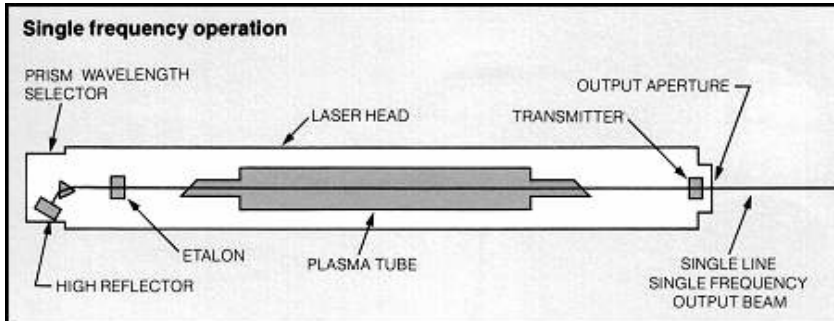 Single frequency operation
PRISM WAVELENGTH
SELECTOR
LASER HEAD
OUTPUT APERTURE
TRANSMITTER
ETALON
HIGH REFLECTOR
PLASMA TUBE
SINGLE LINE
SINGLE FREQUENCY
OUTPUT BEAM